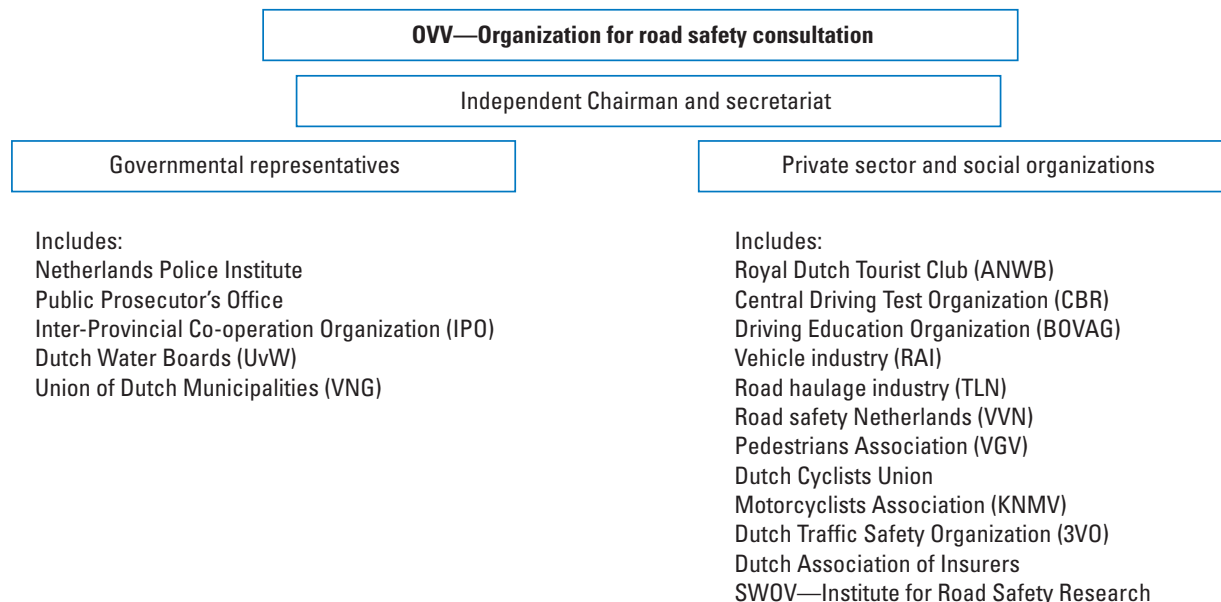 OVV—Organization for road safety consultation
Independent Chairman and secretariat
Governmental representatives
Private sector and social organizations
Includes:
Netherlands Police Institute
Public Prosecutor's Office
Inter-Provincial Co-operation Organization (IPO)
Dutch Water Boards (UvW)
Union of Dutch Municipalities (VNG)
Includes:
Royal Dutch Tourist Club (ANWB)
Central Driving Test Organization (CBR)
Driving Education Organization (BOVAG)
Vehicle industry (RAI)
Road haulage industry (TLN)
Road safety Netherlands (VVN)
Pedestrians Association (VGV)
Dutch Cyclists Union
Motorcyclists Association (KNMV)
Dutch Traffic Safety Organization (3VO)
Dutch Association of Insurers
SWOV—Institute for Road Safety Research